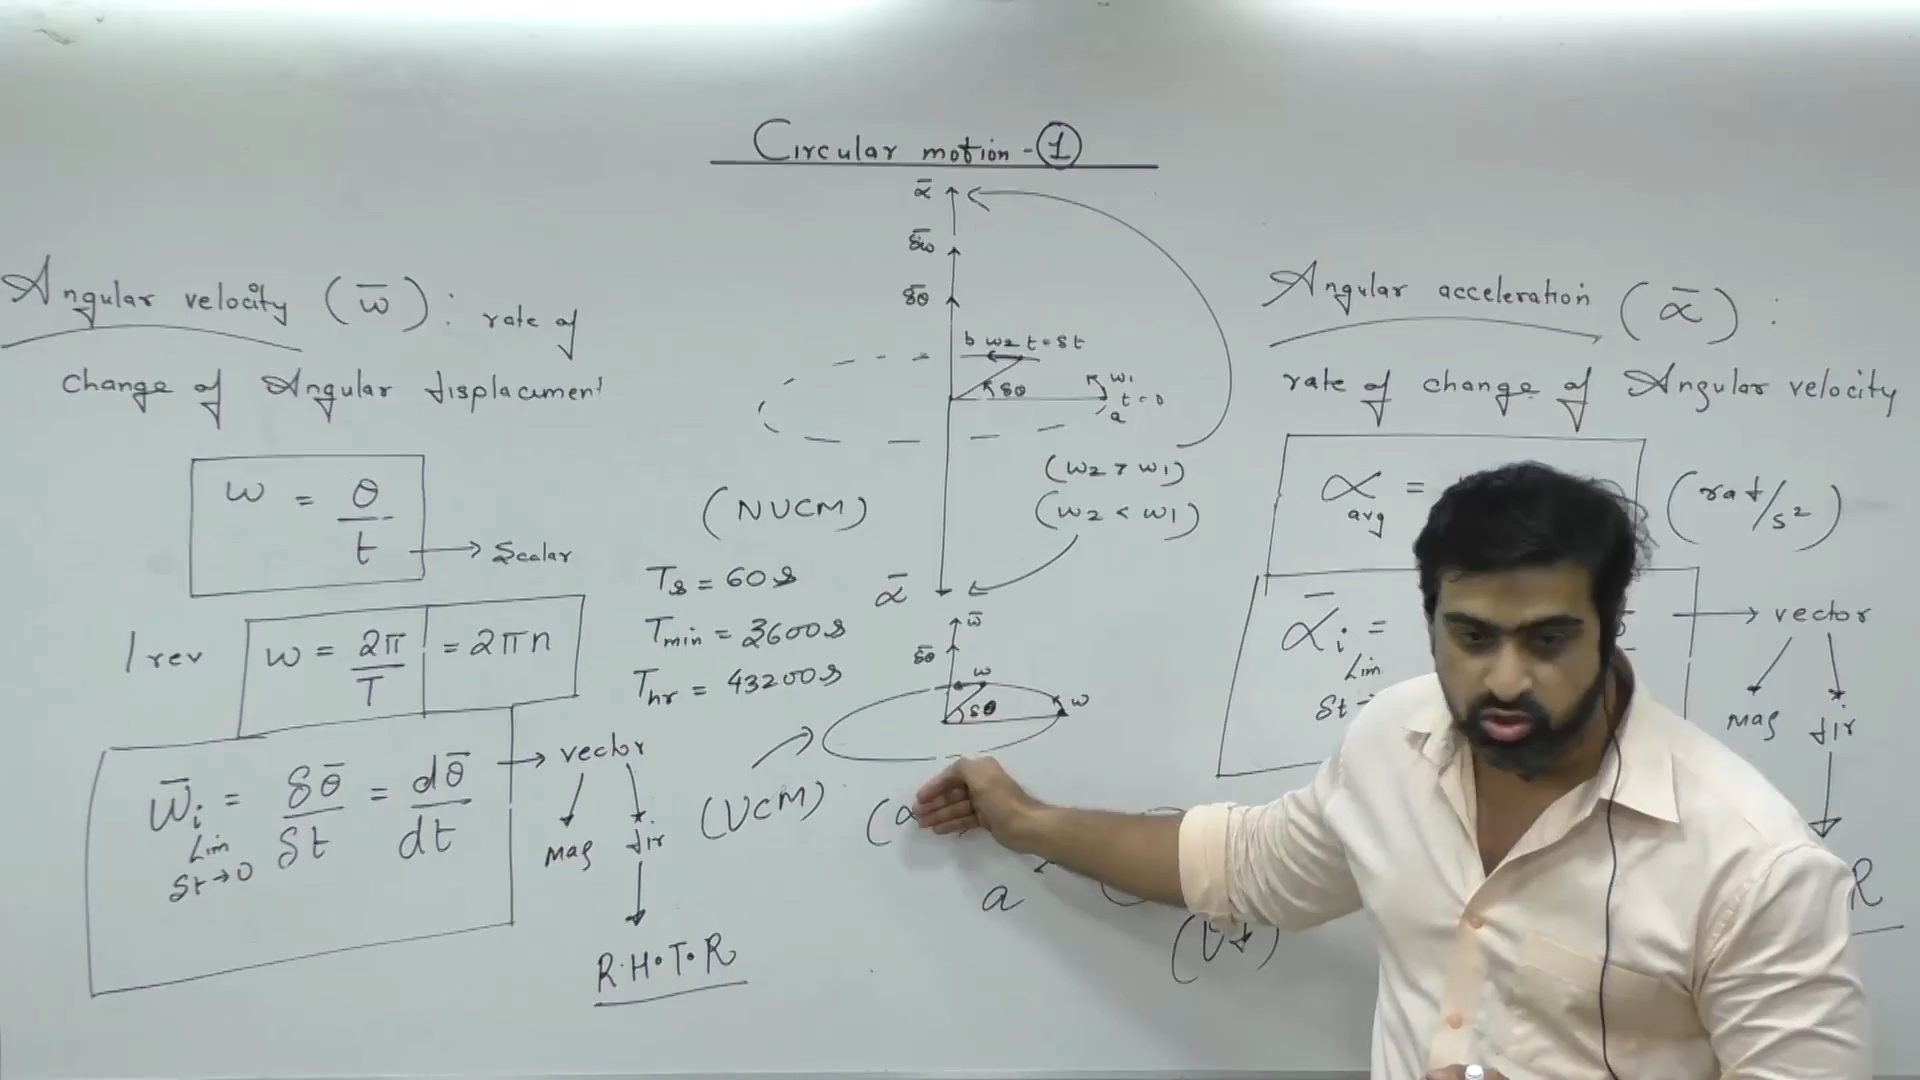 Circular motion - ①
Angular velocity (ω̄) : rate of
change of Angular displacement
ω = θ/t → Scalar
1 rev ω = 2π/T = 2πn
ω̄i = δθ̄/δt = dθ̄/dt → vector
Lim
δt→0
mag dir
R.H.T.R
ᾱ
δω̄
δθ̄
b ω2 t = δt
δθ
ω1
t = 0
a
(ω2 > ω1)
(ω2 < ω1)
(NUCM)
Ts = 60s
Tmin = 3600s
Thr = 43200s
ᾱ
ω̄
δθ̄
ω
δθ
ω
(UCM)
(α
a
Angular acceleration (ᾱ) :
rate of change of Angular velocity
α avg = (rad/s²)
ᾱi = → vector
Lim
δt→
mag dir
R